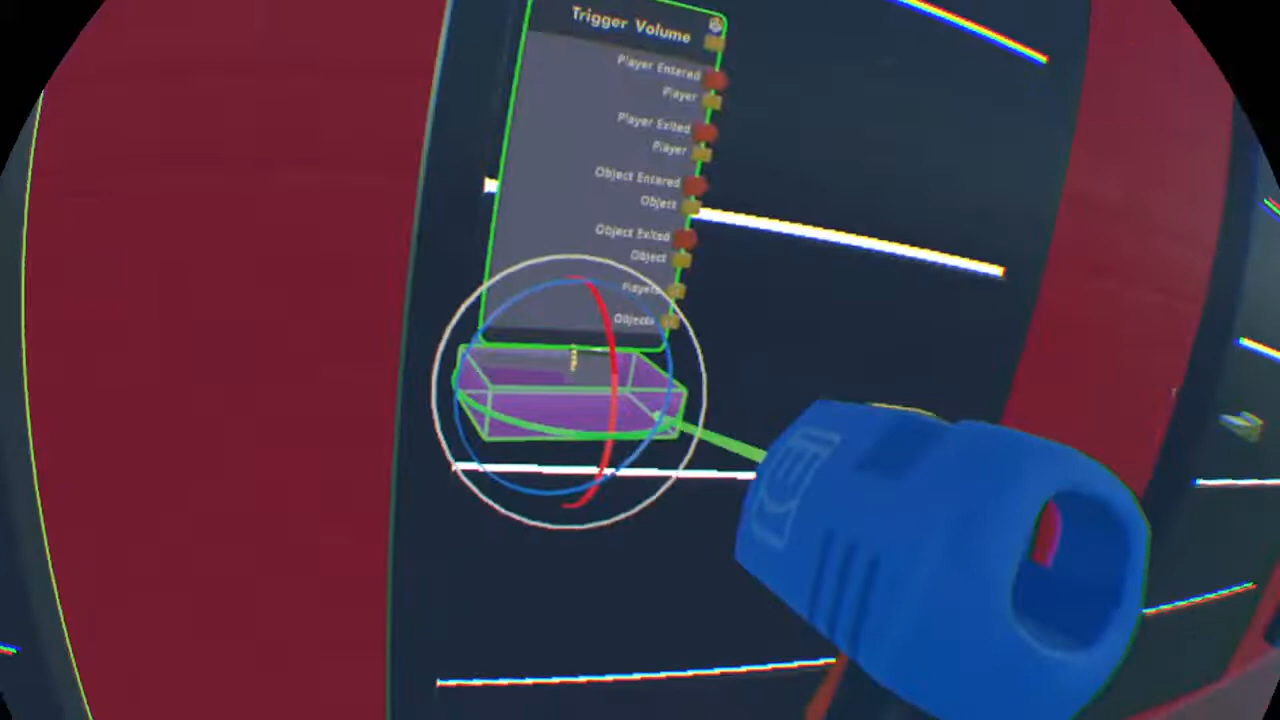 Trigger Volume
Player Entered
Player
Player Exited
Player
Object Entered
Object
Object Exited
Object
Players
Objects